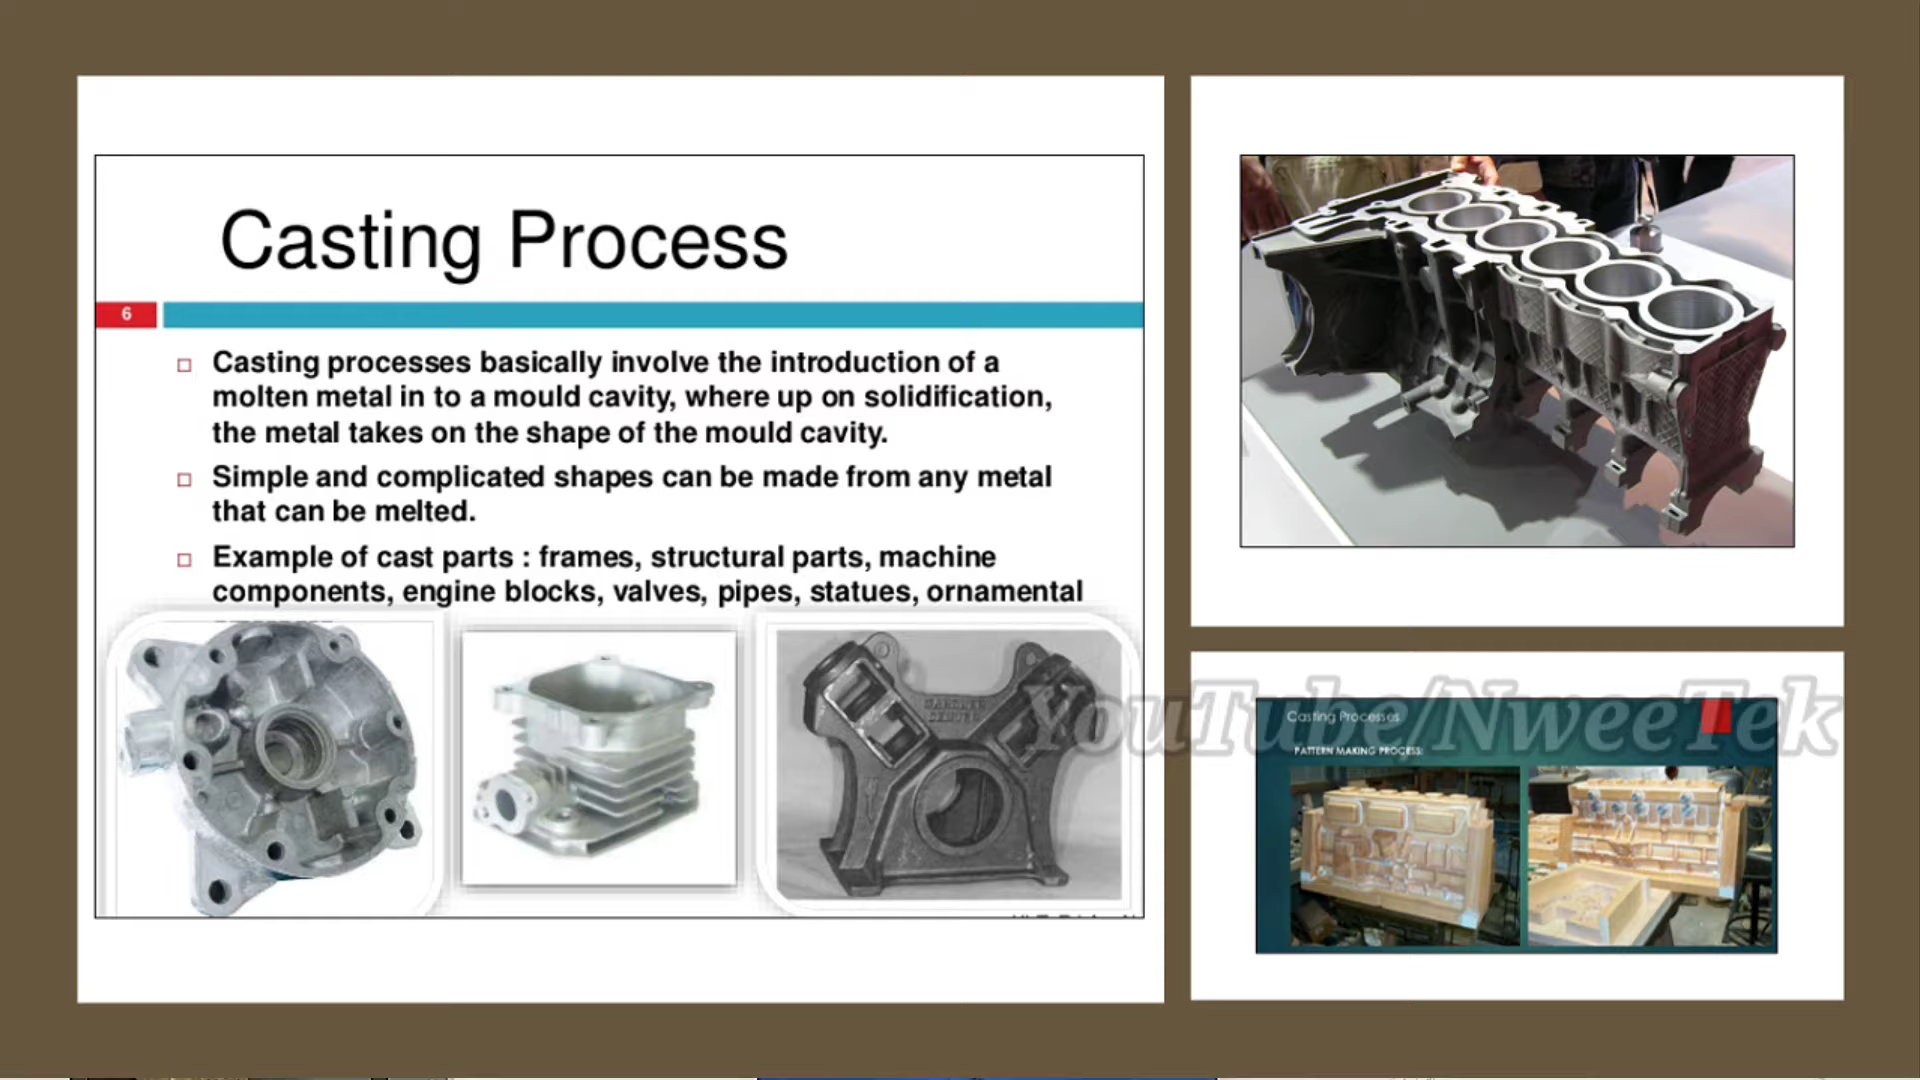 Casting Process
6
Casting processes basically involve the introduction of a
molten metal in to a mould cavity, where up on solidification,
the metal takes on the shape of the mould cavity.
Simple and complicated shapes can be made from any metal
that can be melted.
Example of cast parts : frames, structural parts, machine
components, engine blocks, valves, pipes, statues, ornamental
YouTube/NweeTek
Casting Processes
PATTERN MAKING PROCESS: